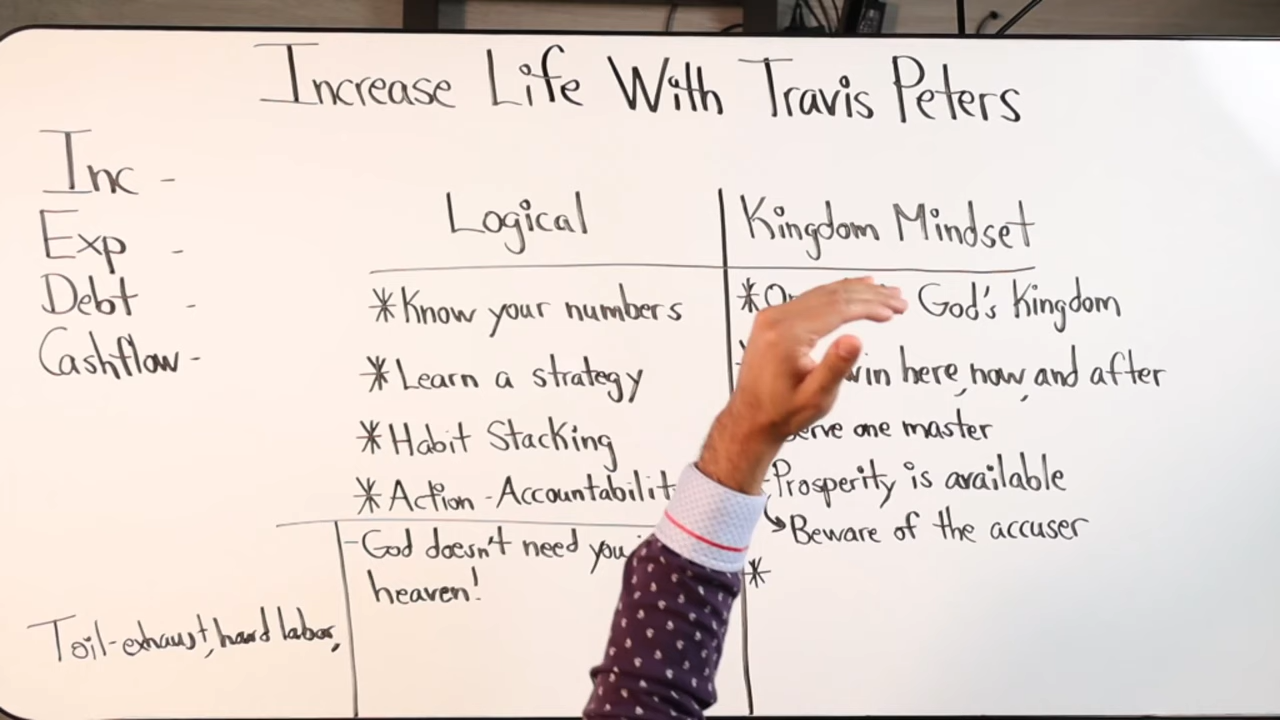 Increase Life With Travis Peters
Inc -
Exp -
Debt -
Cashflow -
Toil-exhaust, hard labor,
Logical
*Know your numbers
*Learn a strategy
*Habit Stacking
*Action - Accountabilit
-God doesn't need you
heaven!
Kingdom Mindset
* God's Kingdom
win here, now, and after
Serve one master
-Prosperity is available
Beware of the accuser
*